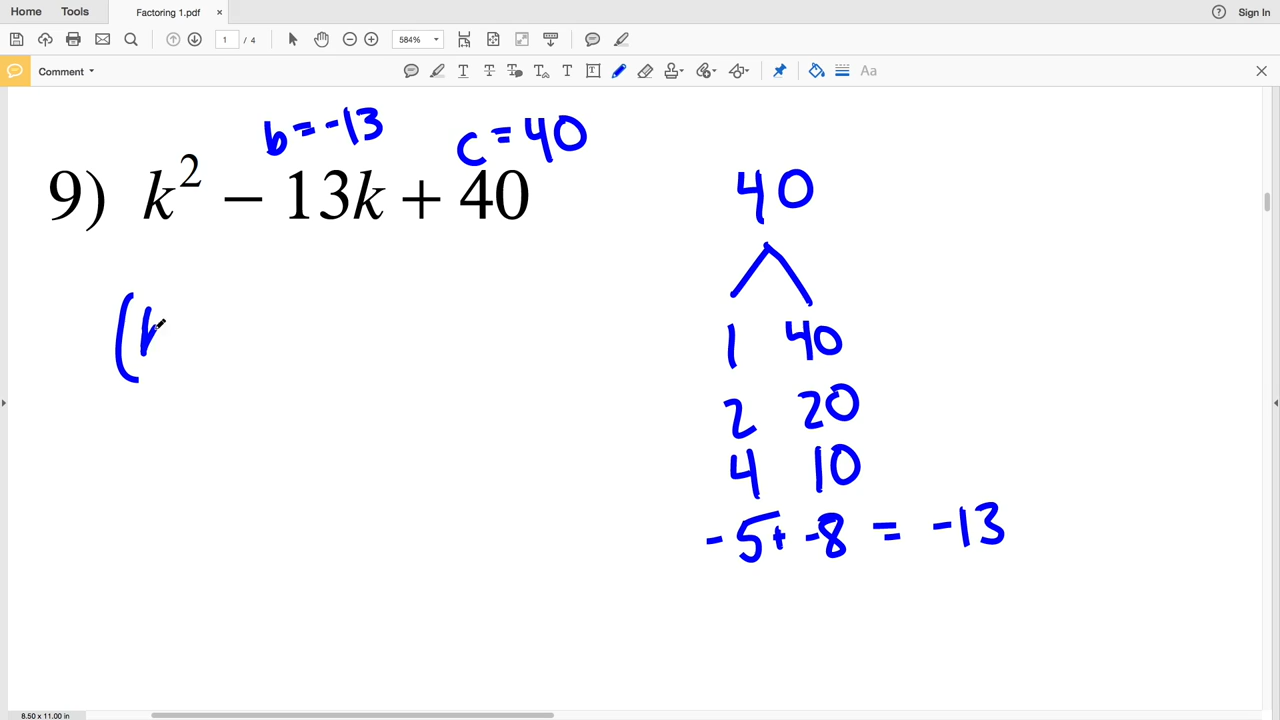 Home Tools Factoring 1.pdf × Sign In
1 / 4 584%
Comment Aa
b = -13 c = 40
9) k² − 13k + 40
40
(k
1 40
2 20
4 10
-5 + -8 = -13
8.50 x 11.00 in